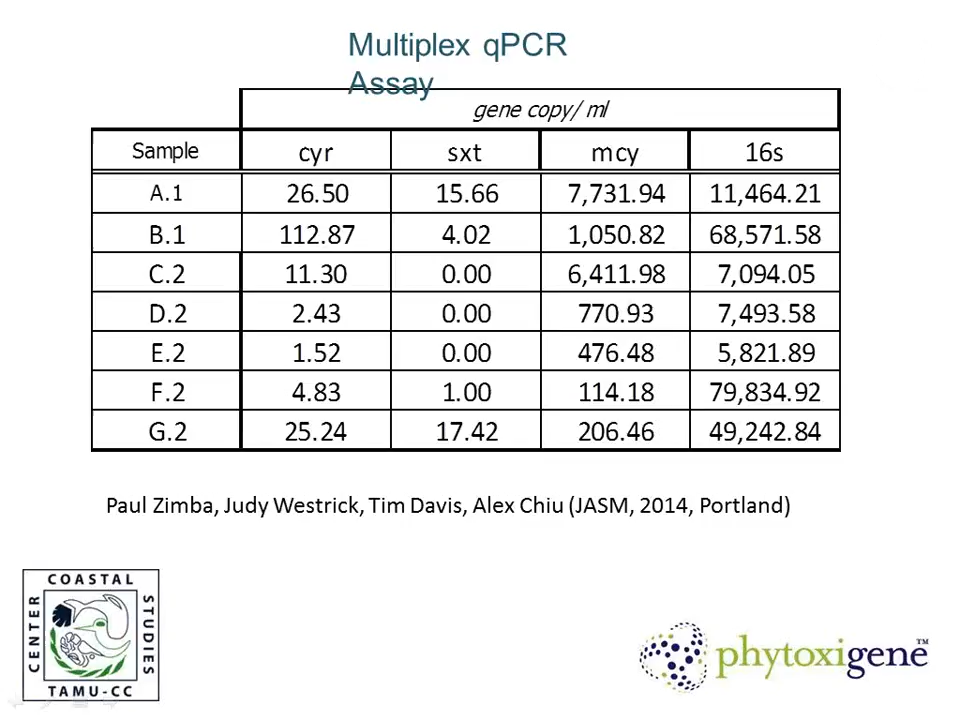 Multiplex qPCR
Assay
gene copy/ ml
Sample cyr sxt mcy 16s
A.1 26.50 15.66 7,731.94 11,464.21
B.1 112.87 4.02 1,050.82 68,571.58
C.2 11.30 0.00 6,411.98 7,094.05
D.2 2.43 0.00 770.93 7,493.58
E.2 1.52 0.00 476.48 5,821.89
F.2 4.83 1.00 114.18 79,834.92
G.2 25.24 17.42 206.46 49,242.84
Paul Zimba, Judy Westrick, Tim Davis, Alex Chiu (JASM, 2014, Portland)
CENTER
COASTAL
STUDIES
TAMU-CC
phytoxigene™